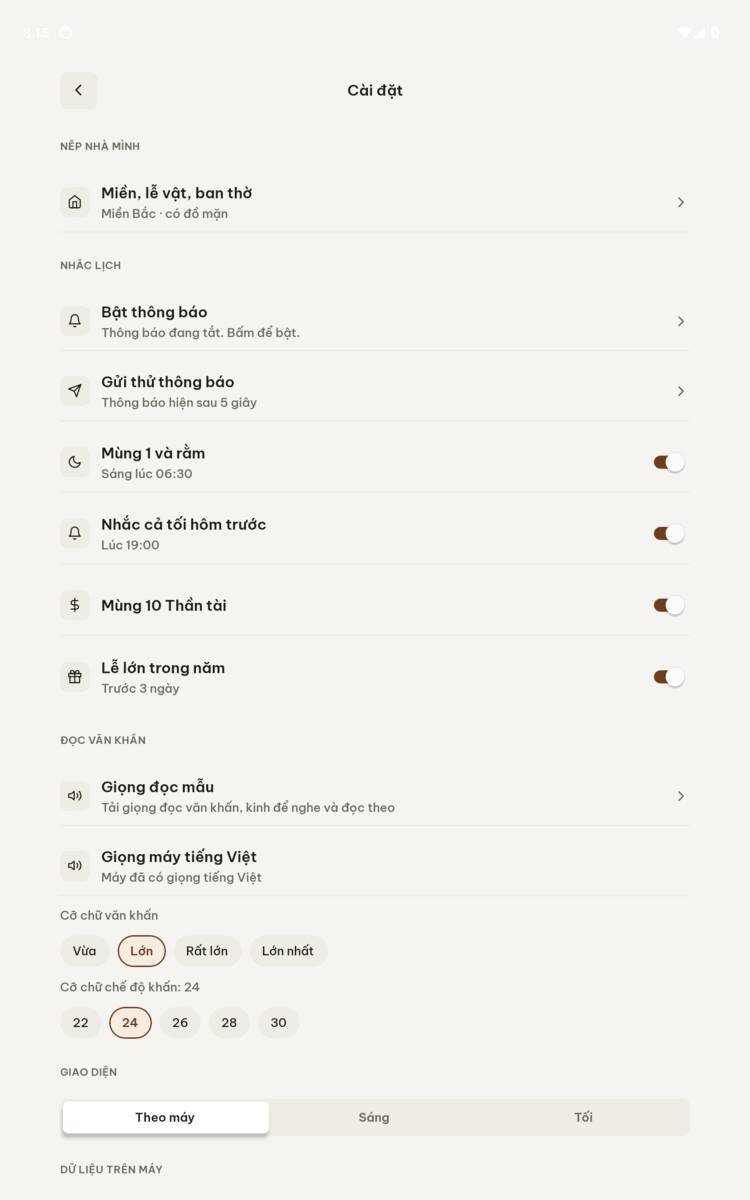 8:15
Cài đặt
NẾP NHÀ MÌNH
Miền, lễ vật, ban thờ
Miền Bắc · có đồ mặn
NHẮC LỊCH
Bật thông báo
Thông báo đang tắt. Bấm để bật.
Gửi thử thông báo
Thông báo hiện sau 5 giây
Mùng 1 và rằm
Sáng lúc 06:30
Nhắc cả tối hôm trước
Lúc 19:00
Mùng 10 Thần tài
Lễ lớn trong năm
Trước 3 ngày
ĐỌC VĂN KHẤN
Giọng đọc mẫu
Tải giọng đọc văn khấn, kinh để nghe và đọc theo
Giọng máy tiếng Việt
Máy đã có giọng tiếng Việt
Cỡ chữ văn khấn
Vừa Lớn Rất lớn Lớn nhất
Cỡ chữ chế độ khấn: 24
22 24 26 28 30
GIAO DIỆN
Theo máy Sáng Tối
DỮ LIỆU TRÊN MÁY